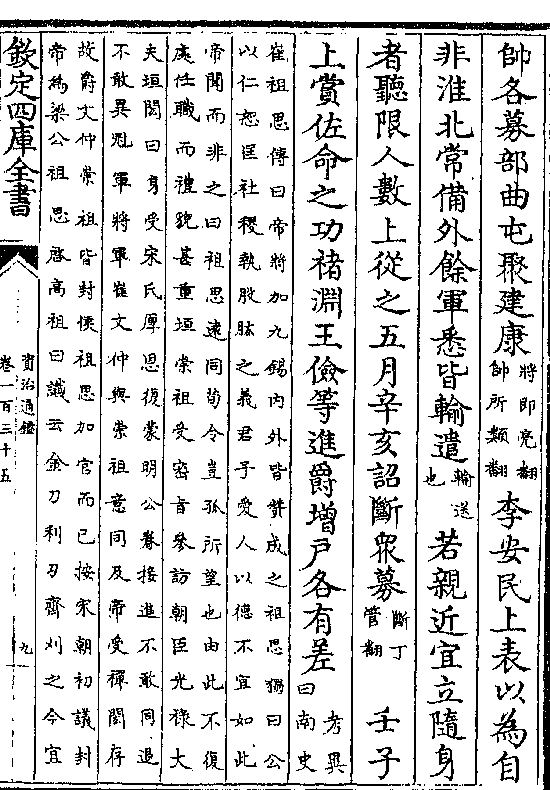 帥各募部曲屯聚建康將即亮翻帥所類翻李安民上表以為自
非淮北常備外餘軍悉皆輸遣輸送也若親近宜立隨身
者聽限人數上從之五月辛亥詔斷衆募斷丁管翻壬子
上賞佐命之功褚淵王儉等進爵增户各有差考異曰南史
崔祖思傳曰帝將加九錫内外皆贊成之祖思獨曰公
以仁恕匡社稷執股肱之義君子愛人以德不宜如此
帝聞而非之曰祖思遠同荀令豈孤所望也由此不復
處任職而禮貌甚重垣崇祖受密旨參訪朝臣光祿大
夫垣閎曰身受宋氏厚恩復蒙明公眷接進不敢同退
不敢異冠軍將軍崔文仲與崇祖意同及帝受禪閎存
故爵文仲崇祖皆封侯祖思加官而已按宋朝初議封
帝為梁公祖思啓高祖曰讖云金刀利刃齊刈之今宜
欽定四庫全書
資治通鑑
卷一百三十五
九